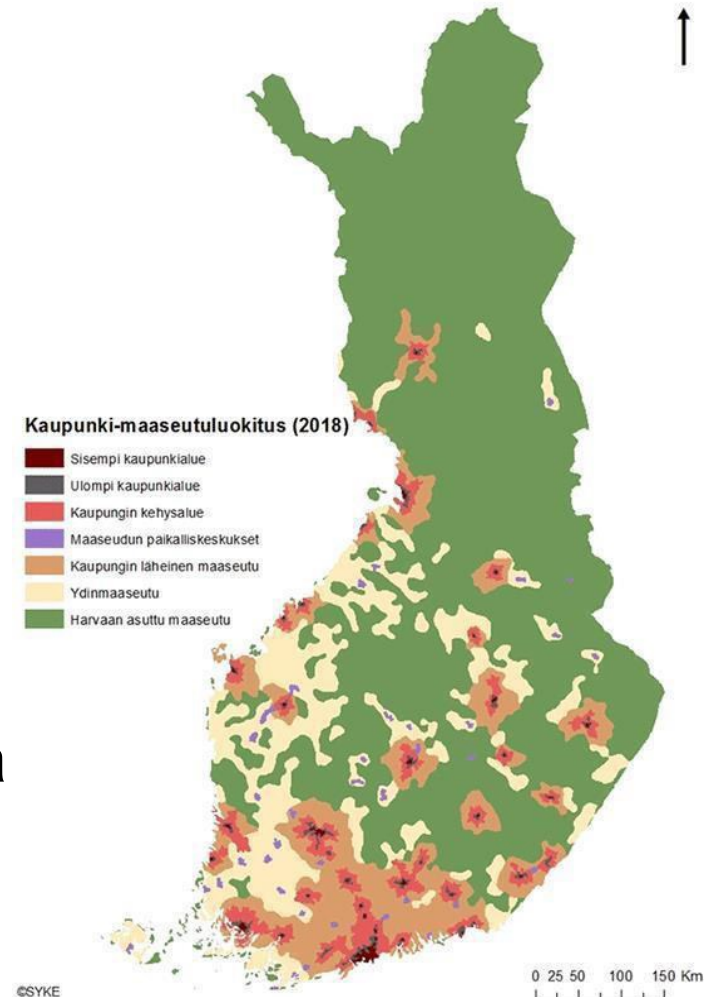 Kaupunki-maaseutuluokitus (2018)
Sisempi kaupunkialue
Ulompi kaupunkialue
Kaupungin kehysalue
Maaseudun paikalliskeskukset
Kaupungin läheinen maaseutu
Ydinmaaseutu
Harvaan asuttu maaseutu
a
0 25 50 100 150 Km
©SYKE